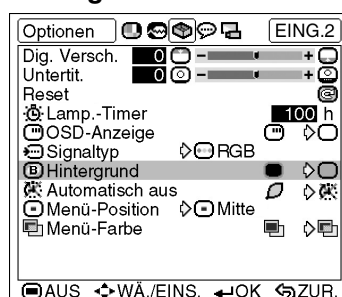 Optionen EING.2
Dig. Versch. 0 - +
Untertit. 0 - +
Reset
Lamp.-Timer 100 h
OSD-Anzeige
Signaltyp RGB
B Hintergrund
Automatisch aus
Menü-Position Mitte
Menü-Farbe
AUS WÄ./EINS. OK ZUR.